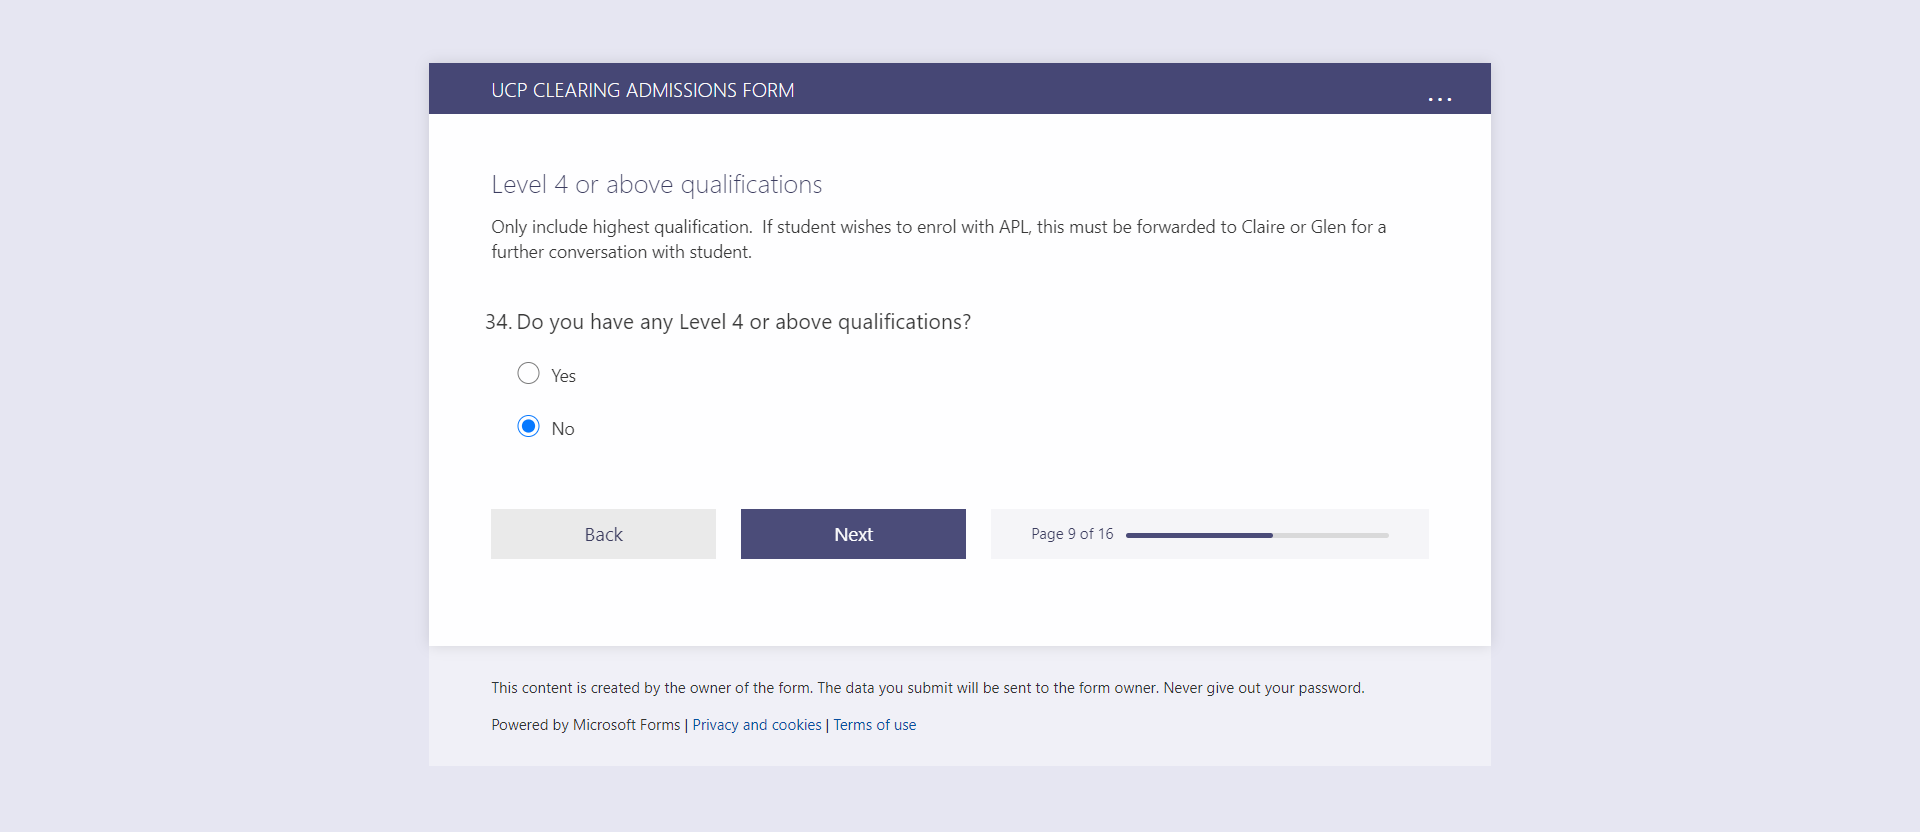 UCP CLEARING ADMISSIONS FORM
...
Level 4 or above qualifications
Only include highest qualification.  If student wishes to enrol with APL, this must be forwarded to Claire or Glen for a
further conversation with student.
34. Do you have any Level 4 or above qualifications?
Yes
No
Back
Next
Page 9 of 16
This content is created by the owner of the form. The data you submit will be sent to the form owner. Never give out your password.
Powered by Microsoft Forms | Privacy and cookies | Terms of use